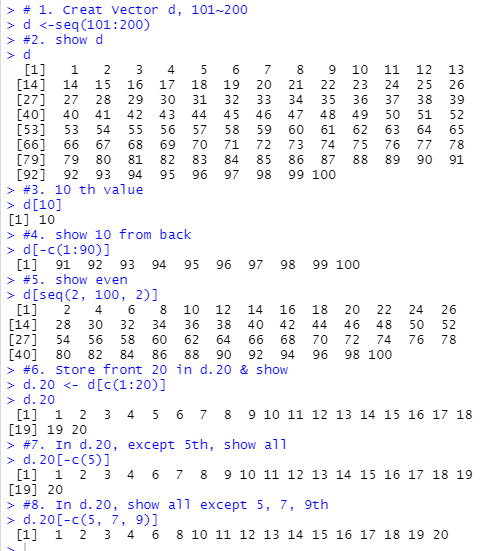 > # 1. Creat Vector d, 101~200
> d <-seq(101:200)
> #2. show d
> d
  [1]   1   2   3   4   5   6   7   8   9  10  11  12  13
 [14]  14  15  16  17  18  19  20  21  22  23  24  25  26
 [27]  27  28  29  30  31  32  33  34  35  36  37  38  39
 [40]  40  41  42  43  44  45  46  47  48  49  50  51  52
 [53]  53  54  55  56  57  58  59  60  61  62  63  64  65
 [66]  66  67  68  69  70  71  72  73  74  75  76  77  78
 [79]  79  80  81  82  83  84  85  86  87  88  89  90  91
 [92]  92  93  94  95  96  97  98  99 100
> #3. 10 th value
> d[10]
[1] 10
> #4. show 10 from back
> d[-c(1:90)]
 [1]  91  92  93  94  95  96  97  98  99 100
> #5. show even
> d[seq(2, 100, 2)]
 [1]   2   4   6   8  10  12  14  16  18  20  22  24  26
[14]  28  30  32  34  36  38  40  42  44  46  48  50  52
[27]  54  56  58  60  62  64  66  68  70  72  74  76  78
[40]  80  82  84  86  88  90  92  94  96  98 100
> #6. Store front 20 in d.20 & show
> d.20 <- d[c(1:20)]
> d.20
 [1]  1  2  3  4  5  6  7  8  9 10 11 12 13 14 15 16 17 18
[19] 19 20
> #7. In d.20, except 5th, show all
> d.20[-c(5)]
 [1]  1  2  3  4  6  7  8  9 10 11 12 13 14 15 16 17 18 19
[19] 20
> #8. In d.20, show all except 5, 7, 9th
> d.20[-c(5, 7, 9)]
 [1]  1  2  3  4  6  8 10 11 12 13 14 15 16 17 18 19 20
>